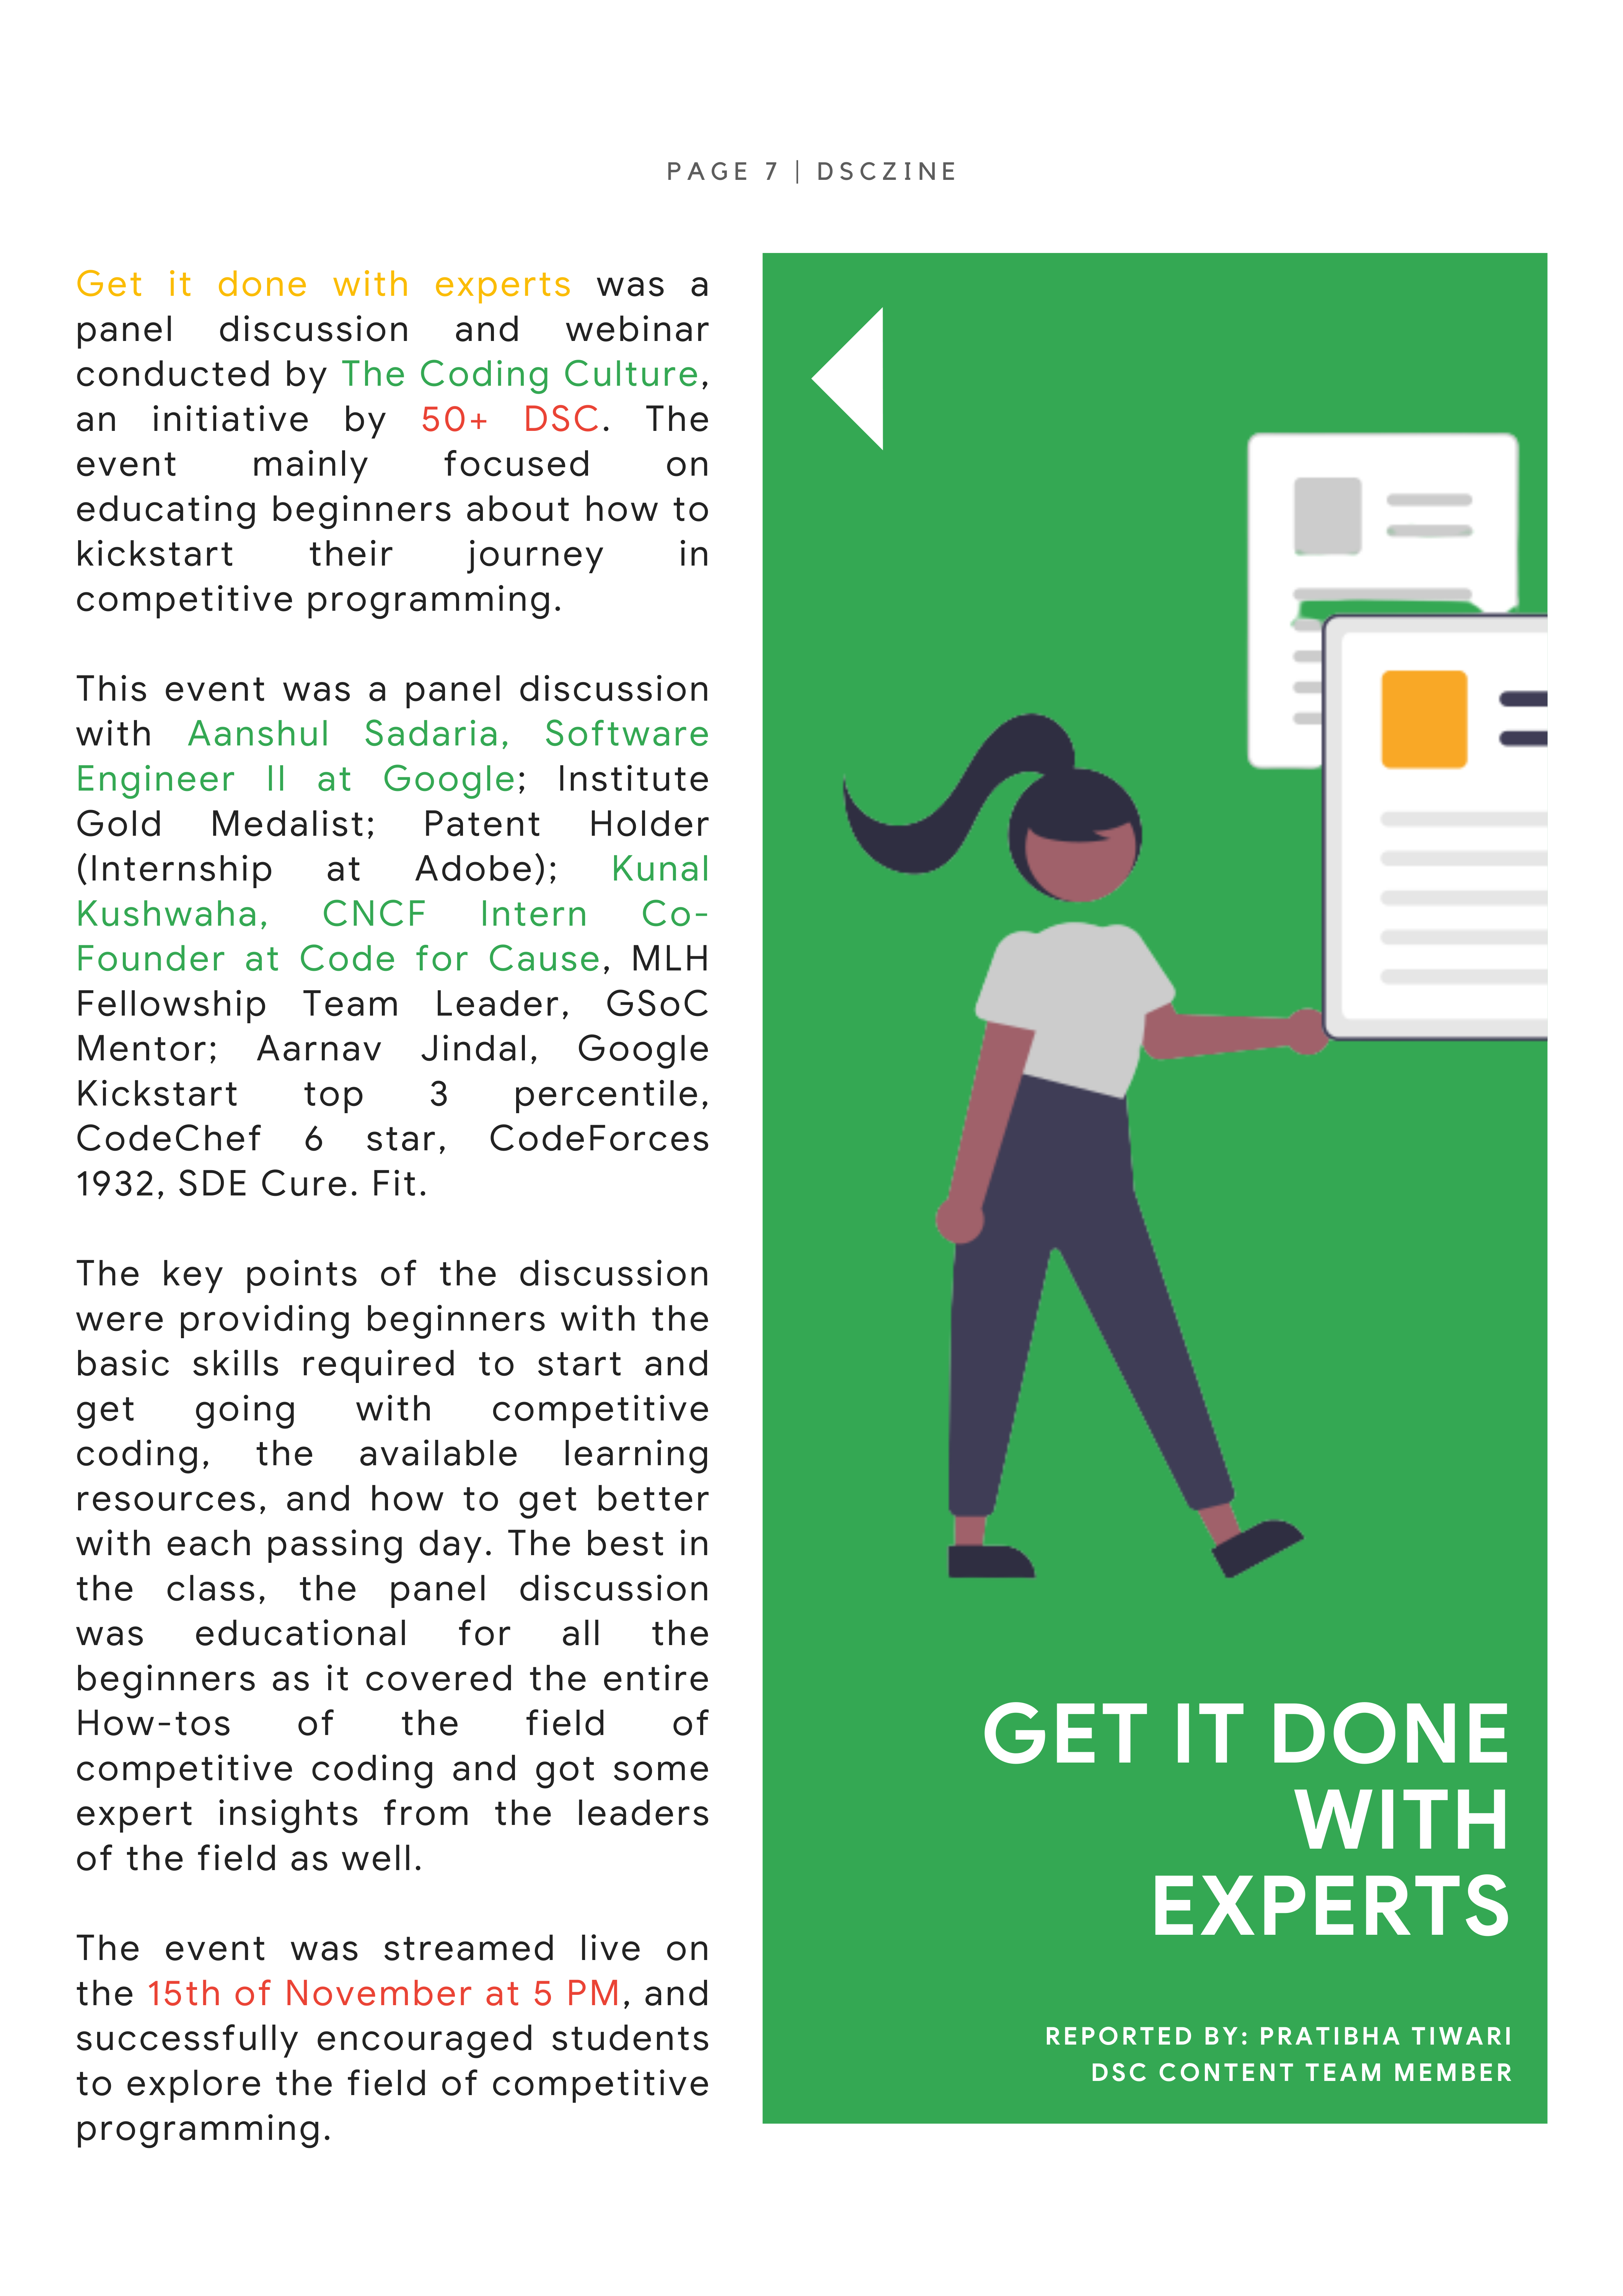 PAGE 7 | DSCZINE
Get it done with experts was a
panel discussion and webinar
conducted by The Coding Culture,
an initiative by 50+ DSC. The
event mainly focused on
educating beginners about how to
kickstart their journey in
competitive programming.
This event was a panel discussion
with Aanshul Sadaria, Software
Engineer II at Google; Institute
Gold Medalist; Patent Holder
(Internship at Adobe); Kunal
Kushwaha, CNCF Intern Co-
Founder at Code for Cause, MLH
Fellowship Team Leader, GSoC
Mentor; Aarnav Jindal, Google
Kickstart top 3 percentile,
CodeChef 6 star, CodeForces
1932, SDE Cure. Fit.
The key points of the discussion
were providing beginners with the
basic skills required to start and
get going with competitive
coding, the available learning
resources, and how to get better
with each passing day. The best in
the class, the panel discussion
was educational for all the
beginners as it covered the entire
How-tos of the field of
competitive coding and got some
expert insights from the leaders
of the field as well.
The event was streamed live on
the 15th of November at 5 PM, and
successfully encouraged students
to explore the field of competitive
programming.
GET IT DONE
WITH
EXPERTS
REPORTED BY: PRATIBHA TIWARI
DSC CONTENT TEAM MEMBER